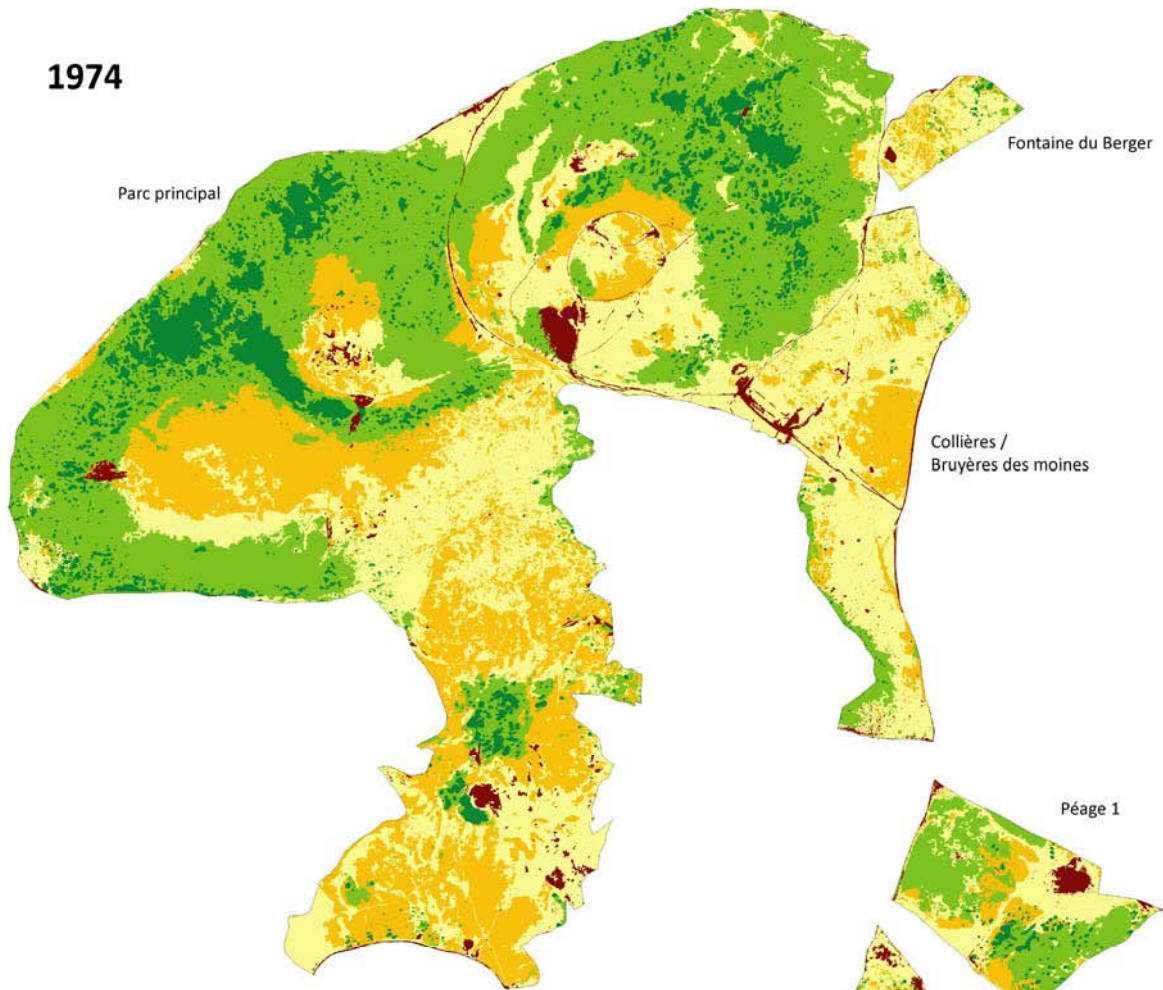 1974
Fontaine du Berger
Parc principal
Collières /
Bruyères des moines
Péage 1